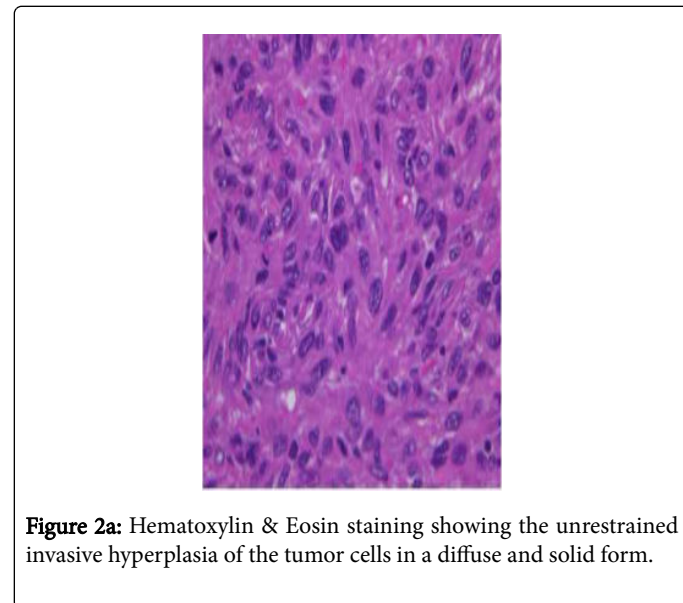 Figure 2a: Hematoxylin & Eosin staining showing the unrestrained
invasive hyperplasia of the tumor cells in a diffuse and solid form.